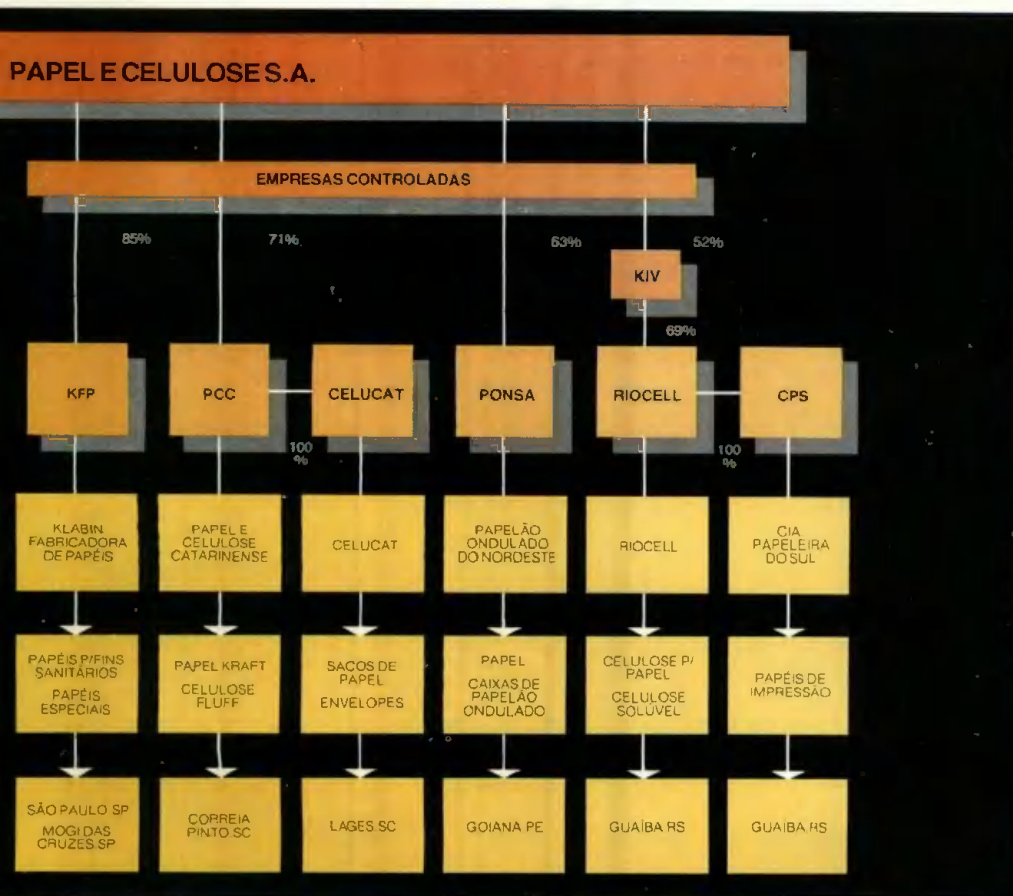 PAPEL E CELULOSE S.A.
EMPRESAS CONTROLADAS
85%
71%
63%
52%
KIV
69%
KFP
PCC
CELUCAT
PONSA
RIOCELL
CPS
100
%
100
%
KLABIN
FABRICADORA
DE PAPÉIS
PAPEL E
CELULOSE
CATARINENSE
CELUCAT
PAPELÃO
ONDULADO
DO NORDESTE
RIOCELL
CIA
PAPELEIRA
DO SUL
PAPÉIS P/FINS
SANITÁRIOS
PAPÉIS
ESPECIAIS
PAPEL KRAFT
CELULOSE
FLUFF
SACOS DE
PAPEL
ENVELOPES
PAPEL
CAIXAS DE
PAPELÃO
ONDULADO
CELULOSE P/
PAPEL
CELULOSE
SOLÚVEL
PAPÉIS DE
IMPRESSÃO
SÃO PAULO.SP
MOGI DAS
CRUZES.SP
CORREIA
PINTO.SC
LAGES.SC
GOIANA.PE
GUAÍBA.RS
GUAÍBA.RS